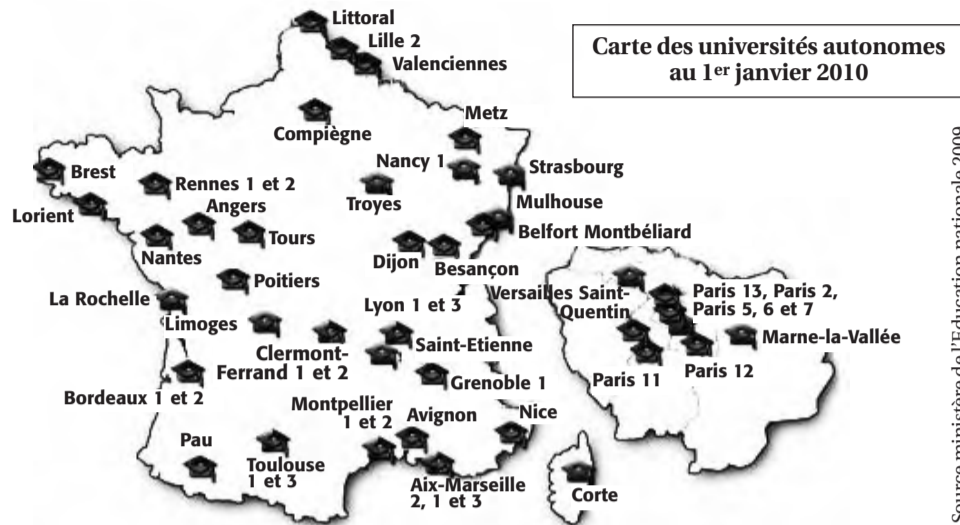 Carte des universités autonomes
au 1er janvier 2010
Littoral
Lille 2
Valenciennes
Compiègne
Metz
Nancy 1
Strasbourg
Troyes
Mulhouse
Belfort Montbéliard
Brest
Rennes 1 et 2
Lorient
Angers
Nantes
Tours
Dijon
Besançon
Poitiers
La Rochelle
Limoges
Lyon 1 et 3
Saint-Etienne
Clermont-
Ferrand 1 et 2
Grenoble 1
Bordeaux 1 et 2
Montpellier
1 et 2
Avignon
Nice
Pau
Toulouse
1 et 3
Aix-Marseille
2, 1 et 3
Corte
Versailles Saint-
Quentin
Paris 13, Paris 2,
Paris 5, 6 et 7
Marne-la-Vallée
Paris 11
Paris 12
Source ministère de l'Education nationale 2009